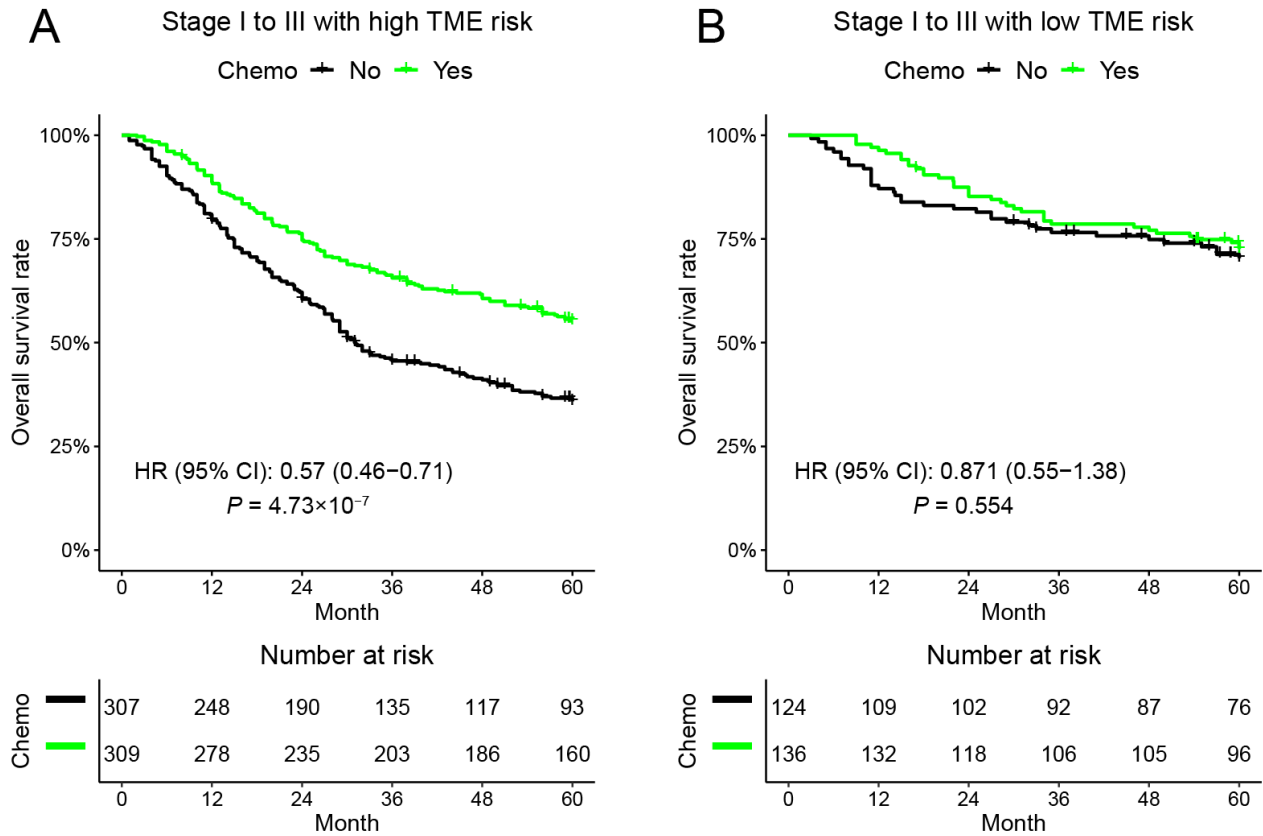 A
Stage I to III with high TME risk
Chemo No Yes
100%
75%
50%
25%
0%
Overall survival rate
HR (95% CI): 0.57 (0.46−0.71)
P = 4.73×10⁻⁷
0 12 24 36 48 60
Month
Number at risk
Chemo
307 248 190 135 117 93
309 278 235 203 186 160
0 12 24 36 48 60
Month
B
Stage I to III with low TME risk
Chemo No Yes
100%
75%
50%
25%
0%
Overall survival rate
HR (95% CI): 0.871 (0.55−1.38)
P = 0.554
0 12 24 36 48 60
Month
Number at risk
Chemo
124 109 102 92 87 76
136 132 118 106 105 96
0 12 24 36 48 60
Month